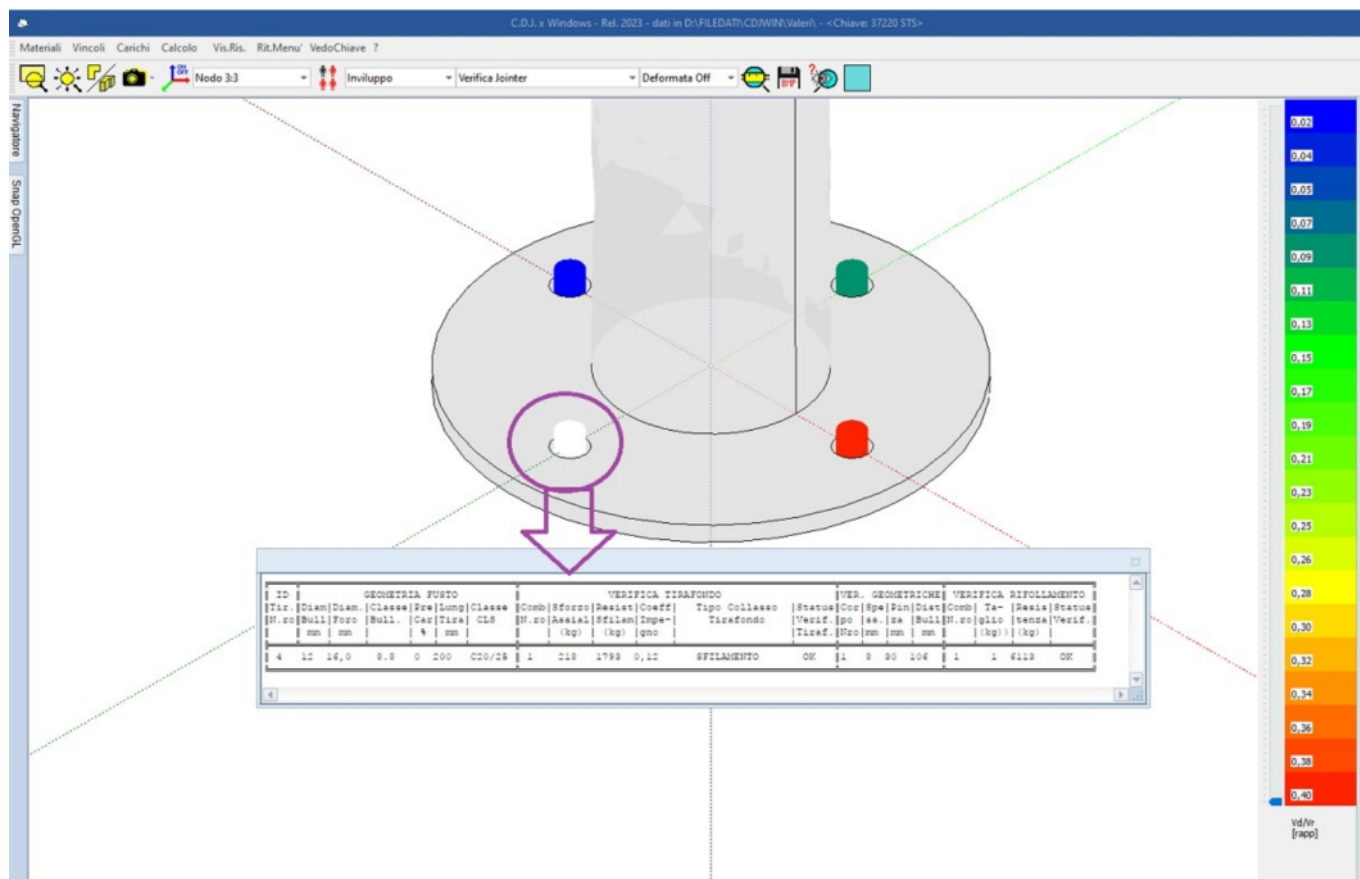 C.D.J. x Windows - Rel. 2023 - dati in D:\FILEDATI\CDJWIN\Valeri\ - <Chiave: 37220 STS>
Materiali Vincoli Carichi Calcolo Vis.Ris. Rit.Menu' VedoChiave ?
ON OFF Nodo 3:3 Inviluppo Verifica Jointer Deformata Off BMP ?
Navigatore
Snap OpenGL
ID GEOMETRIA FUSTO VERIFICA TIRAFONDO VER. GEOMETRICHE VERIFICA RIFOLLAMENTO
Tir. Diam Diam. Classe Pre Lung Classe Comb Sforzo Resist Coeff Tipo Collasso Status Cor Spe Pin Dist Comb Ta- Resis Status
N.ro Bull Foro Bull. Car Tira CLS N.ro Assial Sfilam Impe- Tirafondo Verif. po ss. za Bull N.ro glio tenza Verif.
mm mm % mm (kg) (kg) gno Tiraf. Nro mm mm mm (kg)) (kg)
4 12 16,0 8.8 0 200 C20/25 1 218 1793 0,12 SFILAMENTO OK 1 8 30 106 1 1 6113 OK
0,02
0,04
0,05
0,07
0,09
0,11
0,13
0,15
0,17
0,19
0,21
0,23
0,25
0,26
0,28
0,30
0,32
0,34
0,36
0,38
0,40
Vd/Vr
[rapp]